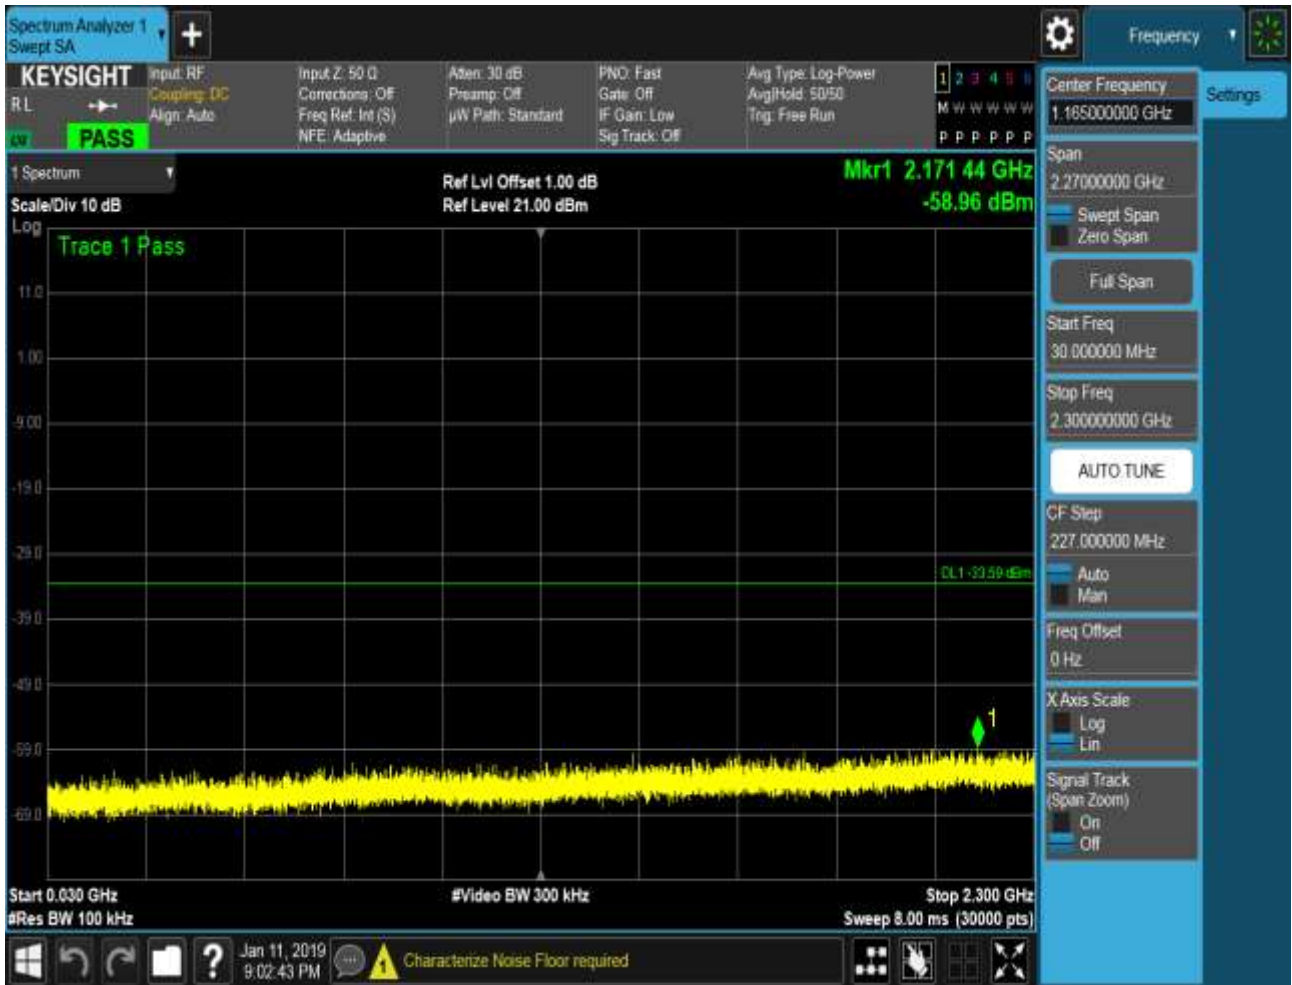 Spectrum Analyzer 1
Swept SA
+
Frequency
KEYSIGHT
R L
PASS
Input: RF
Coupling: DC
Align: Auto
Input Z: 50 Ω
Corrections: Off
Freq Ref: Int (S)
NFE: Adaptive
Atten: 30 dB
Preamp: Off
µW Path: Standard
PNO: Fast
Gate: Off
IF Gain: Low
Sig Track: Off
Avg Type: Log-Power
Avg|Hold: 50/50
Trig: Free Run
1 2 3 4 5 6
M W W W W W
P P P P P P
1 Spectrum
Scale/Div 10 dB
Log
Ref Lvl Offset 1.00 dB
Ref Level 21.00 dBm
Mkr1 2.171 44 GHz
-58.96 dBm
Trace 1 Pass
11.0
1.00
-9.00
-19.0
-29.0
DL1 -33.59 dBm
-39.0
-49.0
1
-59.0
-69.0
Start 0.030 GHz
#Res BW 100 kHz
#Video BW 300 kHz
Stop 2.300 GHz
Sweep 8.00 ms (30000 pts)
?
Jan 11, 2019
9:02:43 PM
1
Characterize Noise Floor required
Center Frequency
1.165000000 GHz
Settings
Span
2.27000000 GHz
Swept Span
Zero Span
Full Span
Start Freq
30.000000 MHz
Stop Freq
2.300000000 GHz
AUTO TUNE
CF Step
227.000000 MHz
Auto
Man
Freq Offset
0 Hz
X Axis Scale
Log
Lin
Signal Track
(Span Zoom)
On
Off